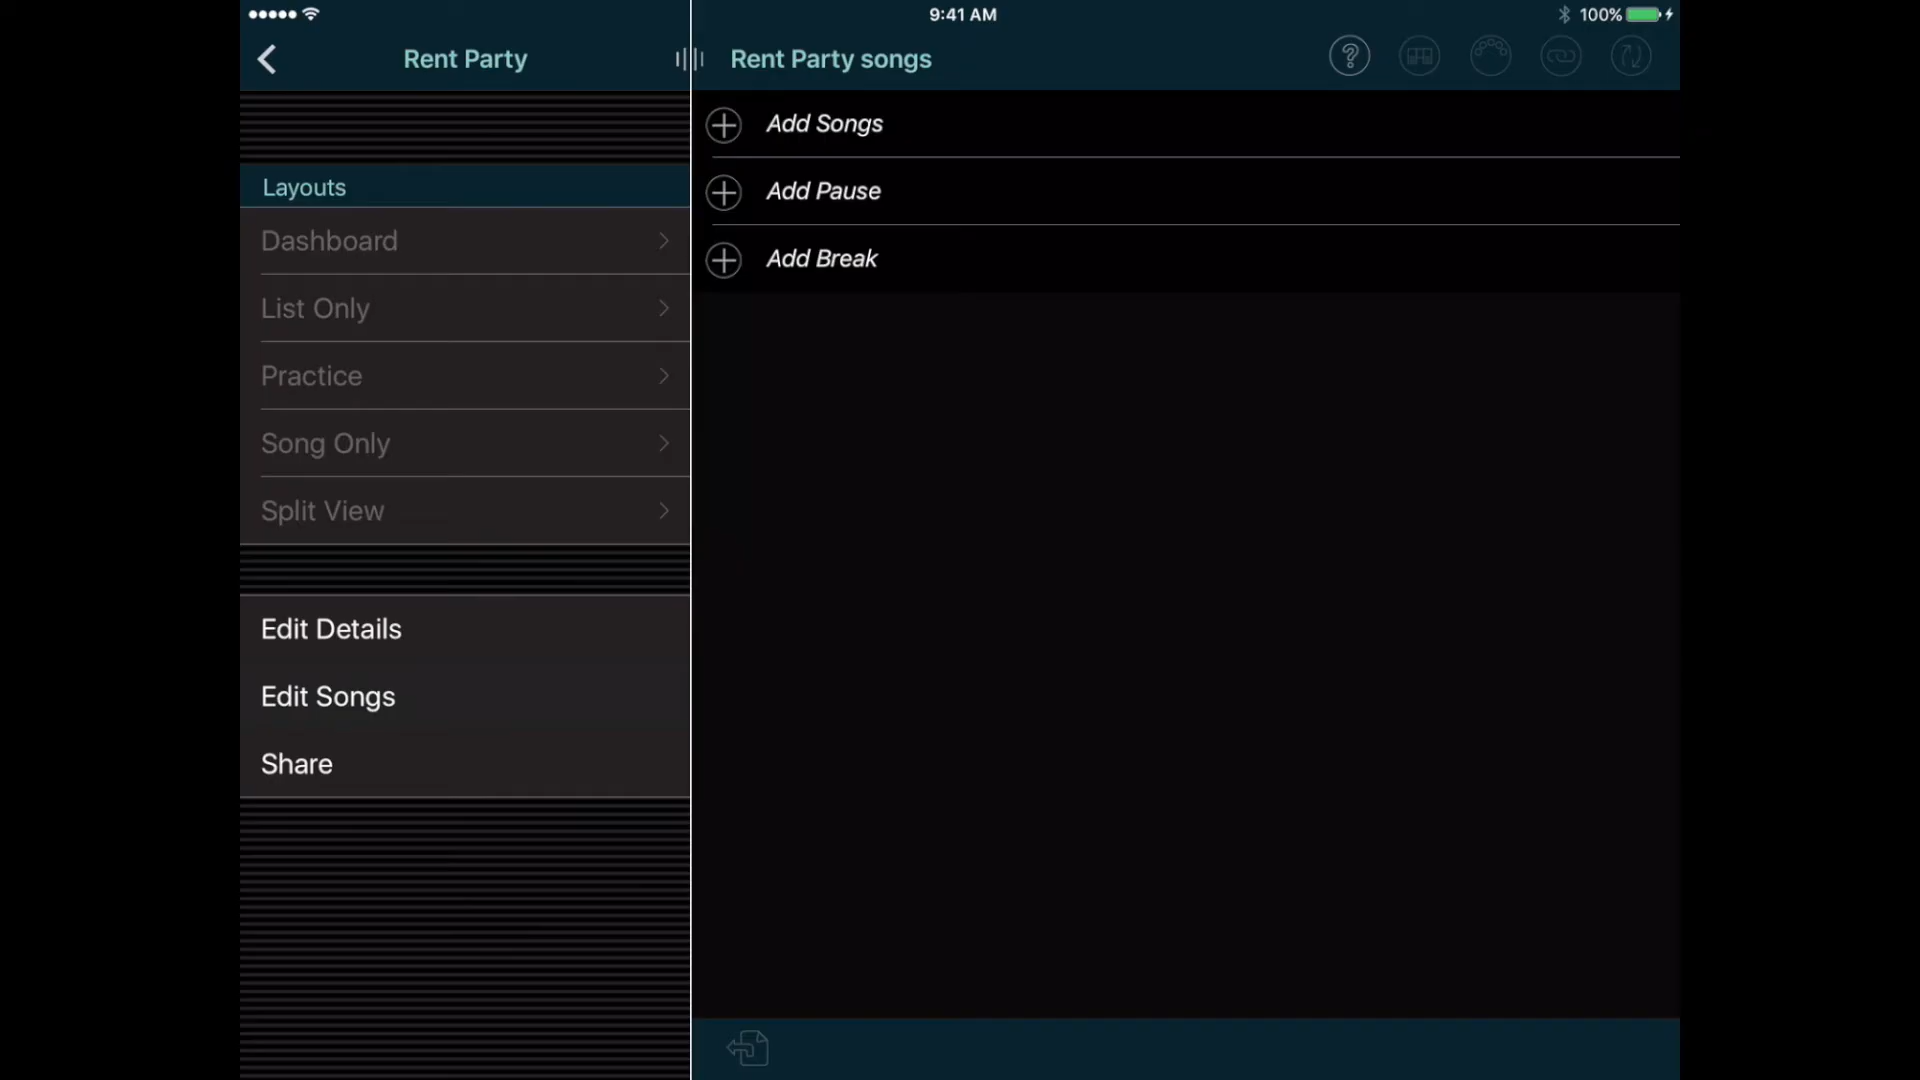 9:41 AM
100%
Rent Party
Rent Party songs
?
Layouts
Dashboard
List Only
Practice
Song Only
Split View
Edit Details
Edit Songs
Share
Add Songs
Add Pause
Add Break